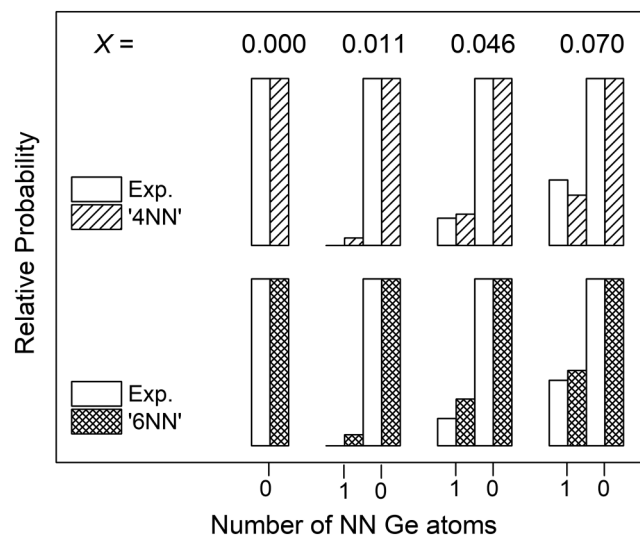 X = 0.000 0.011 0.046 0.070
Relative Probability
Exp.
'4NN'
Exp.
'6NN'
0 1 0 1 0 1 0
Number of NN Ge atoms